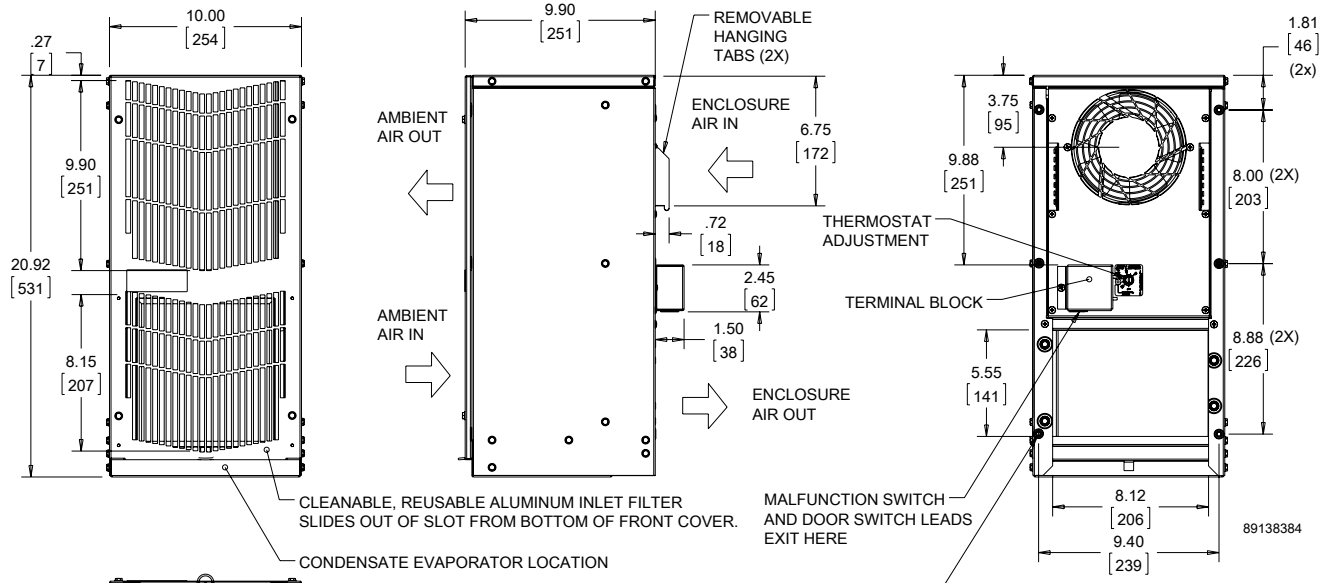 10.00
[254]
.27
[7]
9.90
[251]
20.92
[531]
8.15
[207]
CLEANABLE, REUSABLE ALUMINUM INLET FILTER
SLIDES OUT OF SLOT FROM BOTTOM OF FRONT COVER.
CONDENSATE EVAPORATOR LOCATION
9.90
[251]
REMOVABLE
HANGING
TABS (2X)
AMBIENT
AIR OUT
ENCLOSURE
AIR IN
6.75
[172]
.72
[18]
2.45
[62]
1.50
[38]
AMBIENT
AIR IN
ENCLOSURE
AIR OUT
1.81
[46]
(2x)
3.75
[95]
9.88
[251]
8.00 (2X)
[203]
THERMOSTAT
ADJUSTMENT
TERMINAL BLOCK
8.88 (2X)
[226]
5.55
[141]
MALFUNCTION SWITCH
AND DOOR SWITCH LEADS
EXIT HERE
8.12
[206]
9.40
[239]
89138384